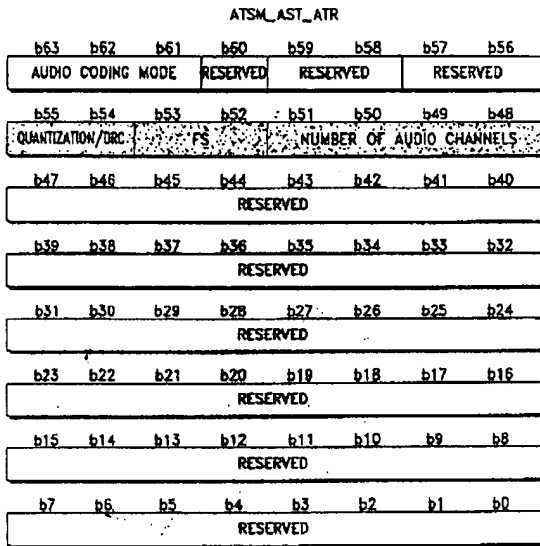 ATSM_AST_ATR
b63 b62 b61 b60 b59 b58 b57 b56
AUDIO CODING MODE RESERVED RESERVED RESERVED
b55 b54 b53 b52 b51 b50 b49 b48
QUANTIZATION/DRC FS NUMBER OF AUDIO CHANNELS
b47 b46 b45 b44 b43 b42 b41 b40
RESERVED
b39 b38 b37 b36 b35 b34 b33 b32
RESERVED
b31 b30 b29 b28 b27 b26 b25 b24
RESERVED
b23 b22 b21 b20 b19 b18 b17 b16
RESERVED
b15 b14 b13 b12 b11 b10 b9 b8
RESERVED
b7 b6 b5 b4 b3 b2 b1 b0
RESERVED